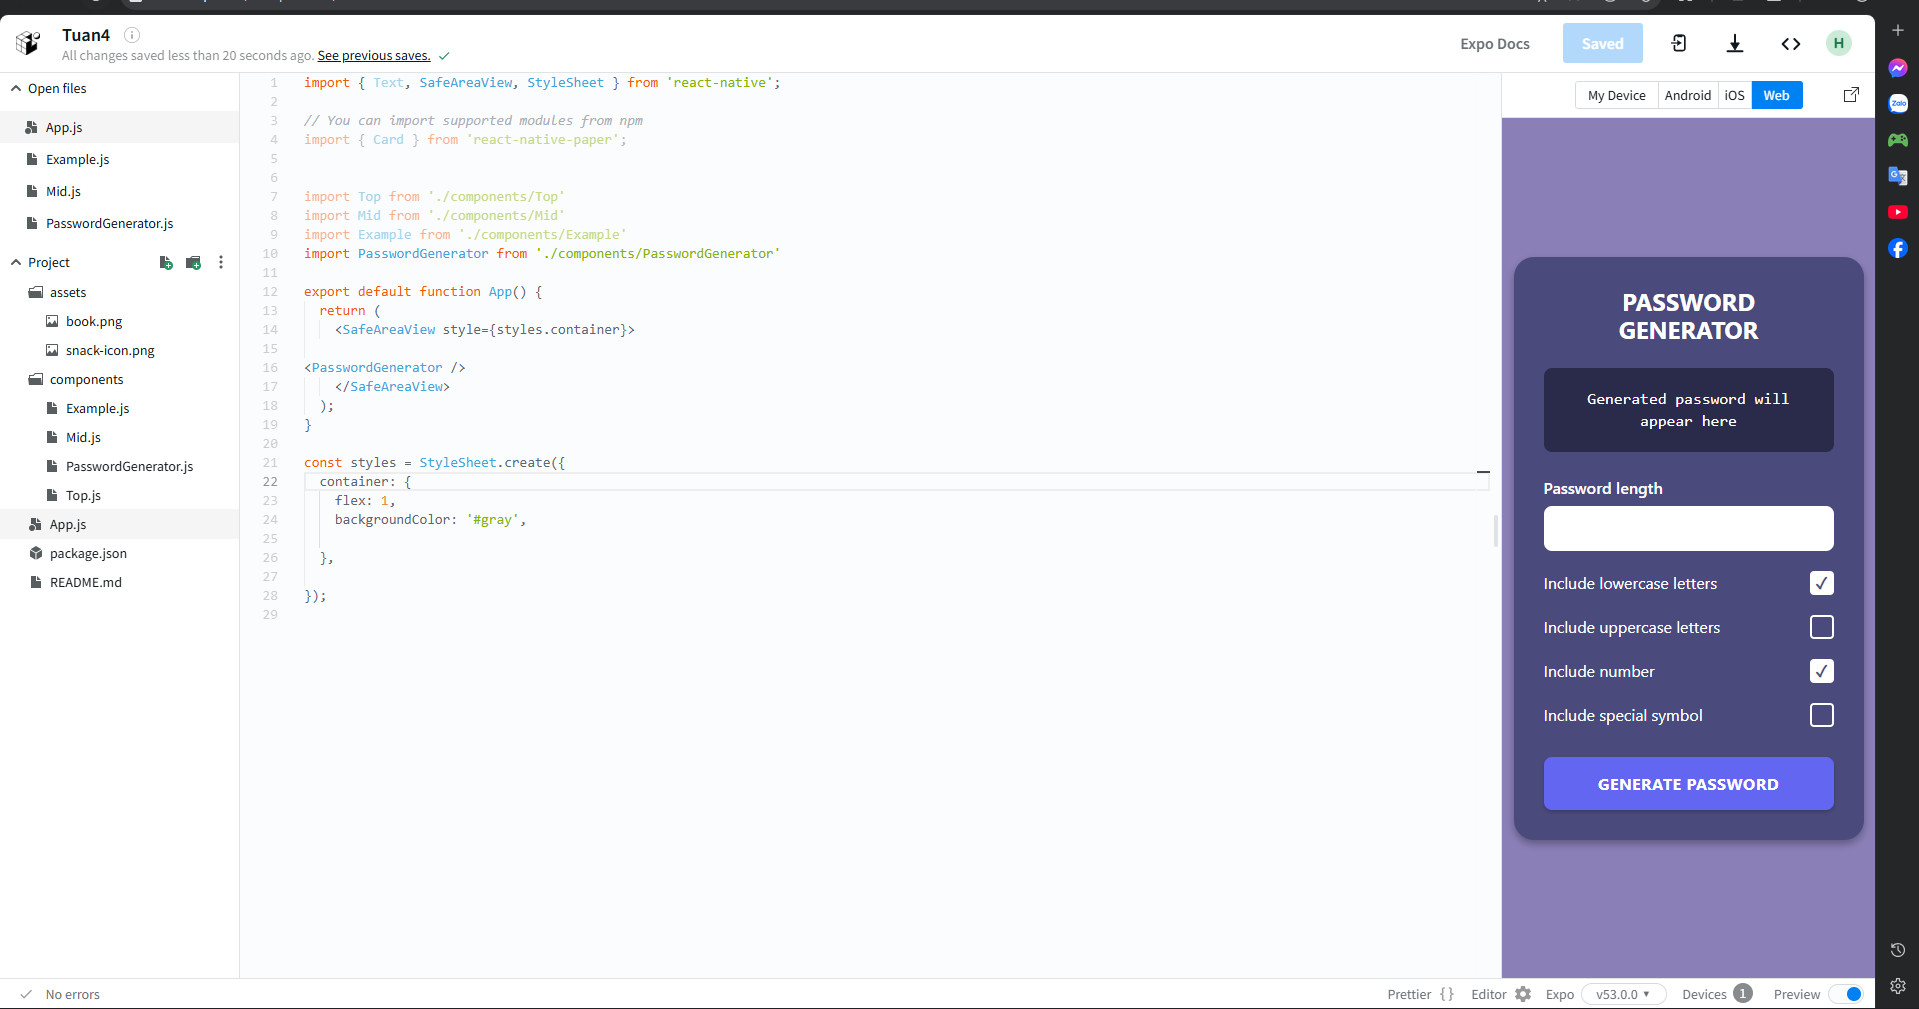 Tuan4
All changes saved less than 20 seconds ago. See previous saves.
Expo Docs
Saved
H
Open files
App.js
Example.js
Mid.js
PasswordGenerator.js
Project
assets
book.png
snack-icon.png
components
Example.js
Mid.js
PasswordGenerator.js
Top.js
App.js
package.json
README.md
1 import { Text, SafeAreaView, StyleSheet } from 'react-native';
2
3 // You can import supported modules from npm
4 import { Card } from 'react-native-paper';
5
6
7 import Top from './components/Top'
8 import Mid from './components/Mid'
9 import Example from './components/Example'
10 import PasswordGenerator from './components/PasswordGenerator'
11
12 export default function App() {
13 return (
14 <SafeAreaView style={styles.container}>
15
16 <PasswordGenerator />
17 </SafeAreaView>
18 );
19 }
20
21 const styles = StyleSheet.create({
22 container: {
23 flex: 1,
24 backgroundColor: '#gray',
25
26 },
27
28 });
29
My Device Android iOS Web
PASSWORD
GENERATOR
Generated password will
appear here
Password length
Include lowercase letters
Include uppercase letters
Include number
Include special symbol
GENERATE PASSWORD
Zalo
No errors
Prettier { } Editor Expo v53.0.0 Devices 1 Preview